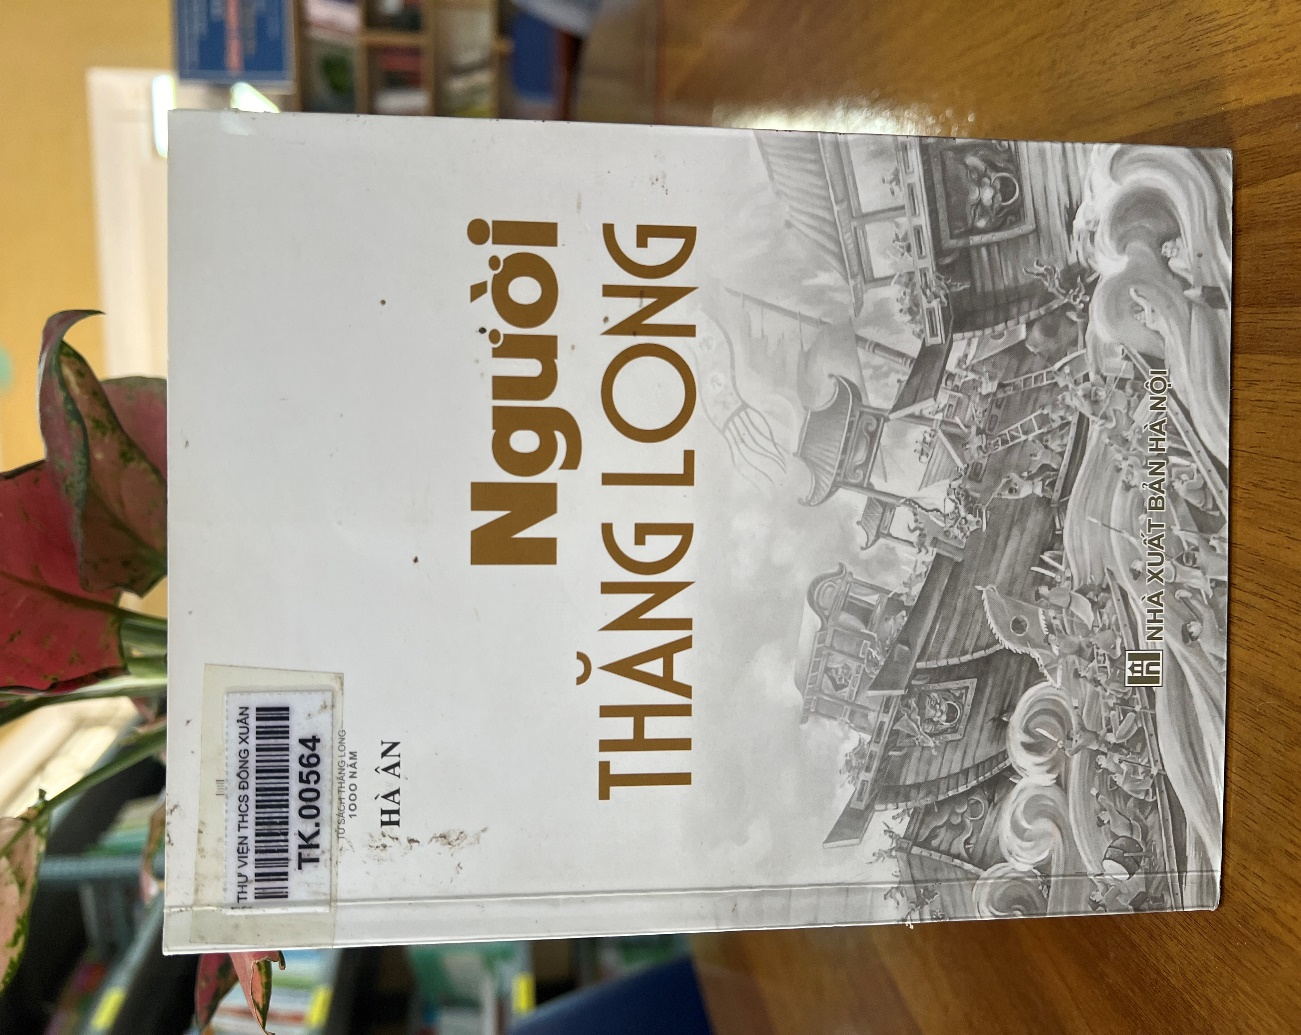 THƯ VIỆN THCS ĐỒNG XUÂN
TK.00564
TỦ SÁCH THĂNG LONG
1000 NĂM
HÀ ÂN
Người
THĂNG LONG
NHÀ XUẤT BẢN HÀ NỘI